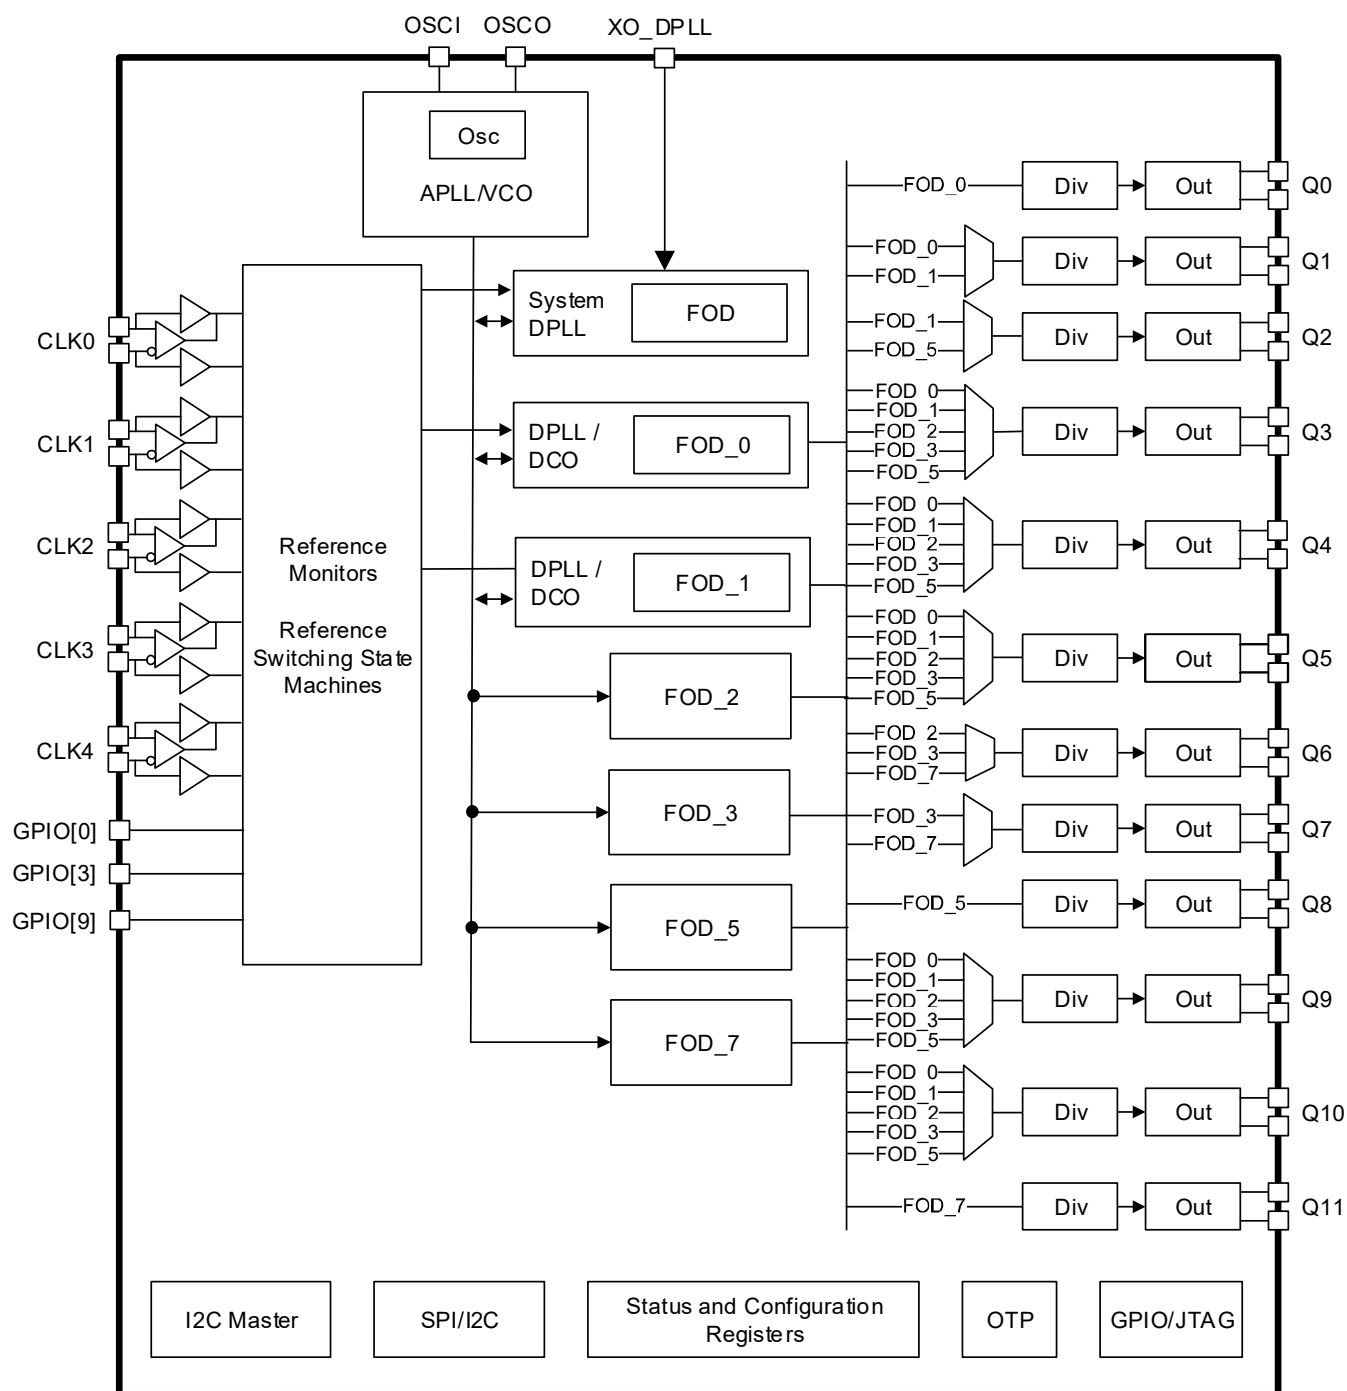 OSCI OSCO XO_DPLL
Osc
APLL/VCO
System
DPLL
FOD
DPLL /
DCO
FOD_0
DPLL /
DCO
FOD_1
FOD_2
FOD_3
FOD_5
FOD_7
CLK0
CLK1
CLK2
CLK3
CLK4
GPIO[0]
GPIO[3]
GPIO[9]
Reference
Monitors
Reference
Switching State
Machines
FOD_0 Div Out Q0
FOD_0
FOD_1
Div Out Q1
FOD_1
FOD_5
Div Out Q2
FOD_0
FOD_1
FOD_2
FOD_3
FOD_5
Div Out Q3
FOD_0
FOD_1
FOD_2
FOD_3
FOD_5
Div Out Q4
FOD_0
FOD_1
FOD_2
FOD_3
FOD_5
Div Out Q5
FOD_2
FOD_3
FOD_7
Div Out Q6
FOD_3
FOD_7
Div Out Q7
FOD_5 Div Out Q8
FOD_0
FOD_1
FOD_2
FOD_3
FOD_5
Div Out Q9
FOD_0
FOD_1
FOD_2
FOD_3
FOD_5
Div Out Q10
FOD_7 Div Out Q11
I2C Master
SPI/I2C
Status and Configuration
Registers
OTP
GPIO/JTAG